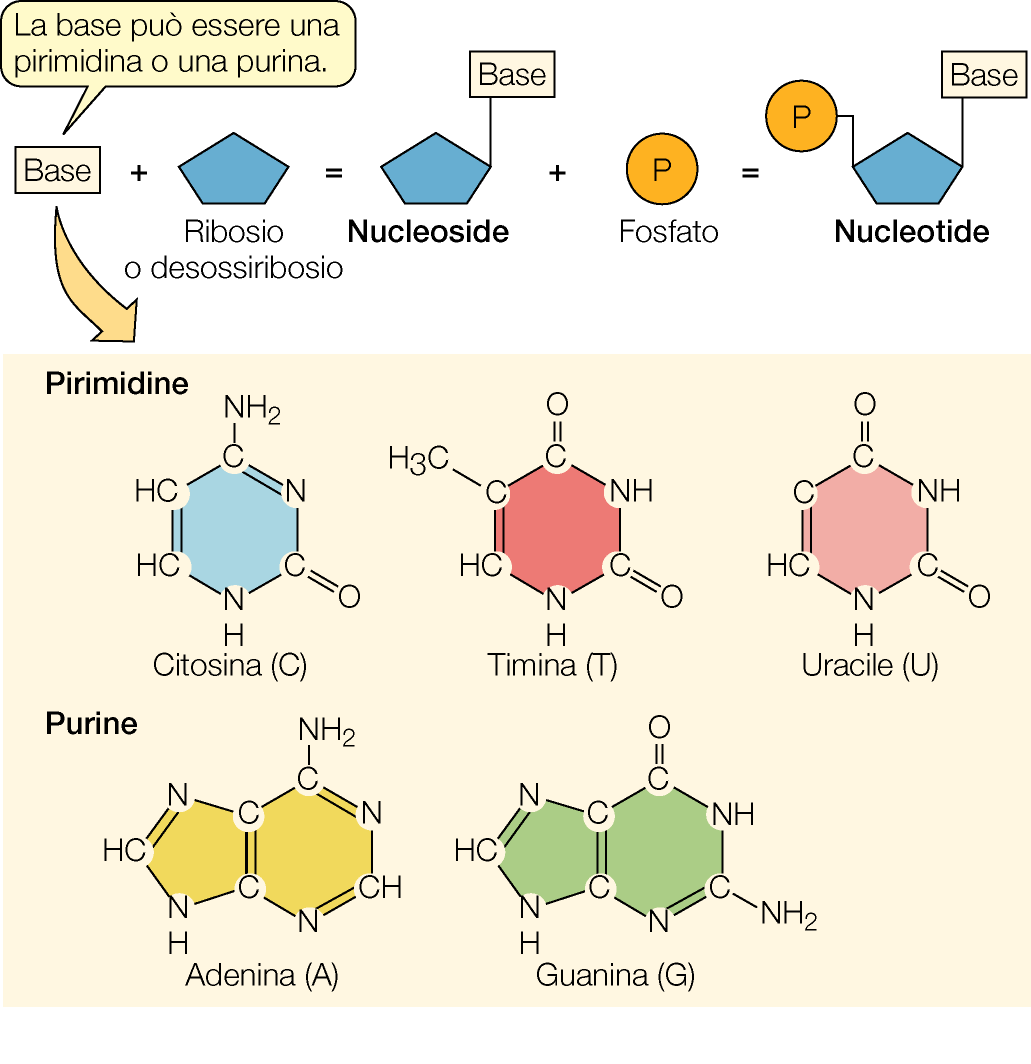 La base può essere una
pirimidina o una purina.
Base
Base
Base + = + P = P
Ribosio
o desossiribosio
Nucleoside
Fosfato
Nucleotide
Pirimidine
NH2
C
HC N
HC C
N O
H
Citosina (C)
O
H3C C
C NH
HC C
N O
H
Timina (T)
O
C
C NH
HC C
N O
H
Uracile (U)
Purine
NH2
C
N C N
HC
C CH
N N
H
Adenina (A)
O
C
N C NH
HC
C C
N N NH2
H
Guanina (G)